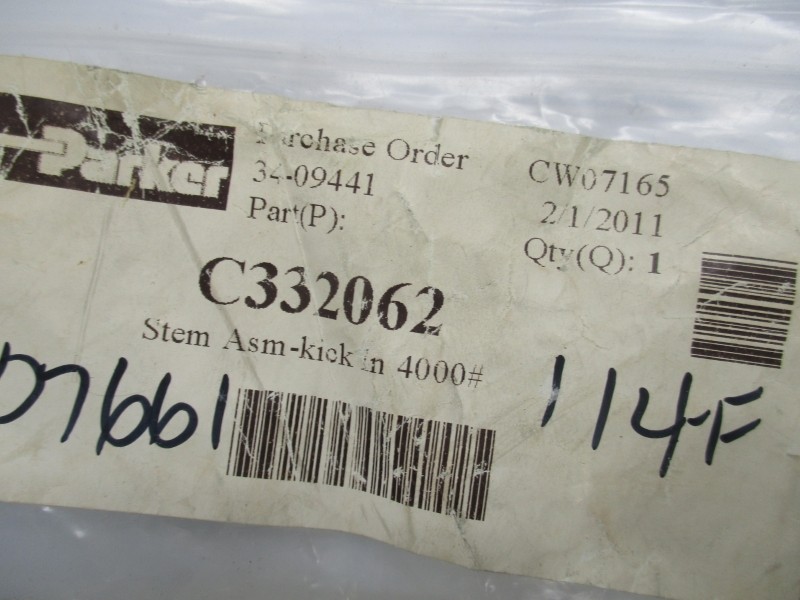 Parker
Purchase Order
34-09441
Part(P):
CW07165
2/1/2011
Qty(Q): 1
C332062
Stem Asm-kick in 4000#
07661
114-F